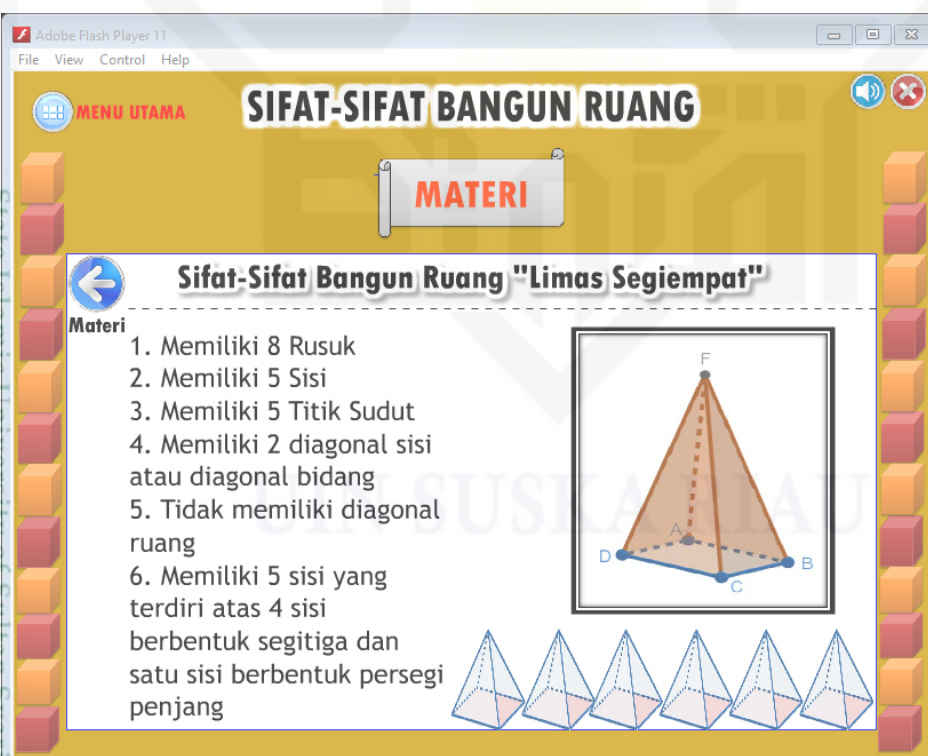 Adobe Flash Player 11
File View Control Help
MENU UTAMA
SIFAT-SIFAT BANGUN RUANG
MATERI
Sifat-Sifat Bangun Ruang "Limas Segiempat"
Materi
1. Memiliki 8 Rusuk
2. Memiliki 5 Sisi
3. Memiliki 5 Titik Sudut
4. Memiliki 2 diagonal sisi
atau diagonal bidang
5. Tidak memiliki diagonal
ruang
6. Memiliki 5 sisi yang
terdiri atas 4 sisi
berbentuk segitiga dan
satu sisi berbentuk persegi
penjang
F
A
D
B
C
UIN SUSKA RIAU